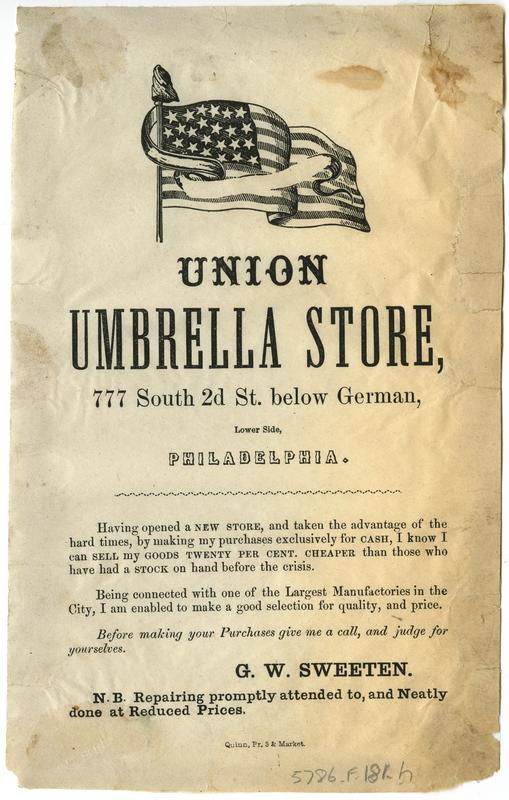 UNION
UMBRELLA STORE,
777 South 2d St. below German,
Lower Side,
PHILADELPHIA.
Having opened a NEW STORE, and taken the advantage of the
hard times, by making my purchases exclusively for CASH, I know I
can SELL my GOODS TWENTY PER CENT. CHEAPER than those who
have had a STOCK on hand before the crisis.
Being connected with one of the Largest Manufactories in the
City, I am enabled to make a good selection for quality, and price.
Before making your Purchases give me a call, and judge for
yourselves.
G. W. SWEETEN.
N. B. Repairing promptly attended to, and Neatly
done at Reduced Prices.
Quinn, Pr. 3 & Market.
5786.F.18